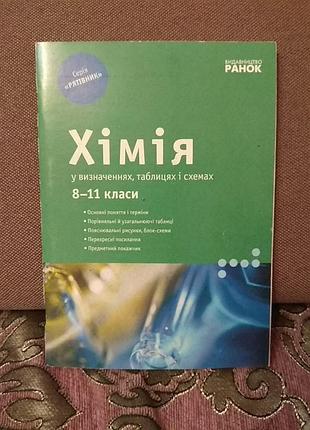 Серія
«РЯТІВНИК»
ВИДАВНИЦТВО
РАНОК
Хімія
у визначеннях, таблицях і схемах
8–11 класи
• Основні поняття і терміни
• Порівняльні й узагальнюючі таблиці
• Пояснювальні рисунки, блок-схеми
• Перехресні посилання
• Предметний покажчик